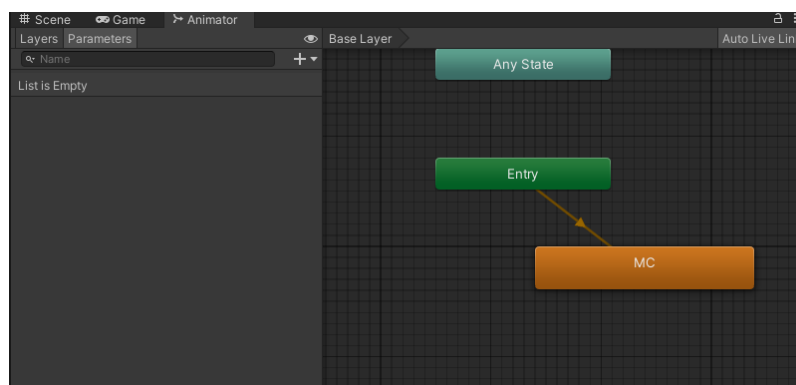 Scene Game Animator
Layers Parameters Base Layer Auto Live Lin
Name
List is Empty
Any State
Entry
MC